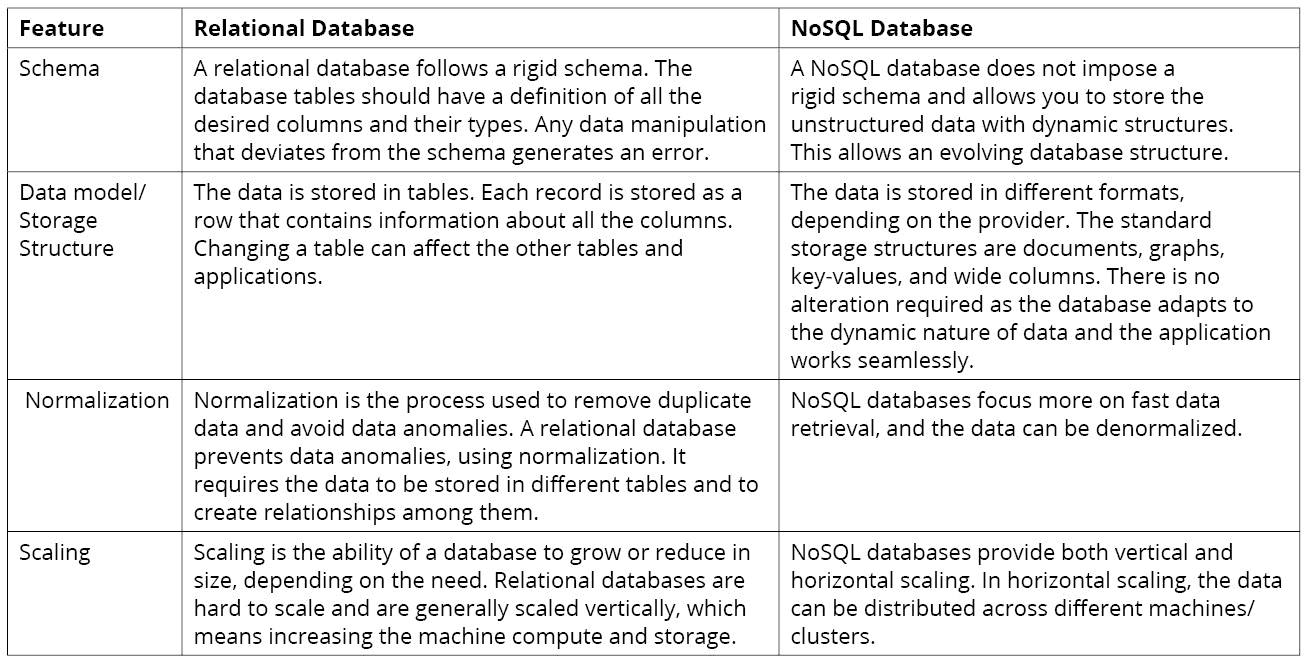 Feature
Relational Database
NoSQL Database
Schema
A relational database follows a rigid schema. The
database tables should have a definition of all the
desired columns and their types. Any data manipulation
that deviates from the schema generates an error.
A NoSQL database does not impose a
rigid schema and allows you to store the
unstructured data with dynamic structures.
This allows an evolving database structure.
Data model/
Storage
Structure
The data is stored in tables. Each record is stored as a
row that contains information about all the columns.
Changing a table can affect the other tables and
applications.
The data is stored in different formats,
depending on the provider. The standard
storage structures are documents, graphs,
key-values, and wide columns. There is no
alteration required as the database adapts to
the dynamic nature of data and the application
works seamlessly.
Normalization
Normalization is the process used to remove duplicate
data and avoid data anomalies. A relational database
prevents data anomalies, using normalization. It
requires the data to be stored in different tables and to
create relationships among them.
NoSQL databases focus more on fast data
retrieval, and the data can be denormalized.
Scaling
Scaling is the ability of a database to grow or reduce in
size, depending on the need. Relational databases are
hard to scale and are generally scaled vertically, which
means increasing the machine compute and storage.
NoSQL databases provide both vertical and
horizontal scaling. In horizontal scaling, the data
can be distributed across different machines/
clusters.